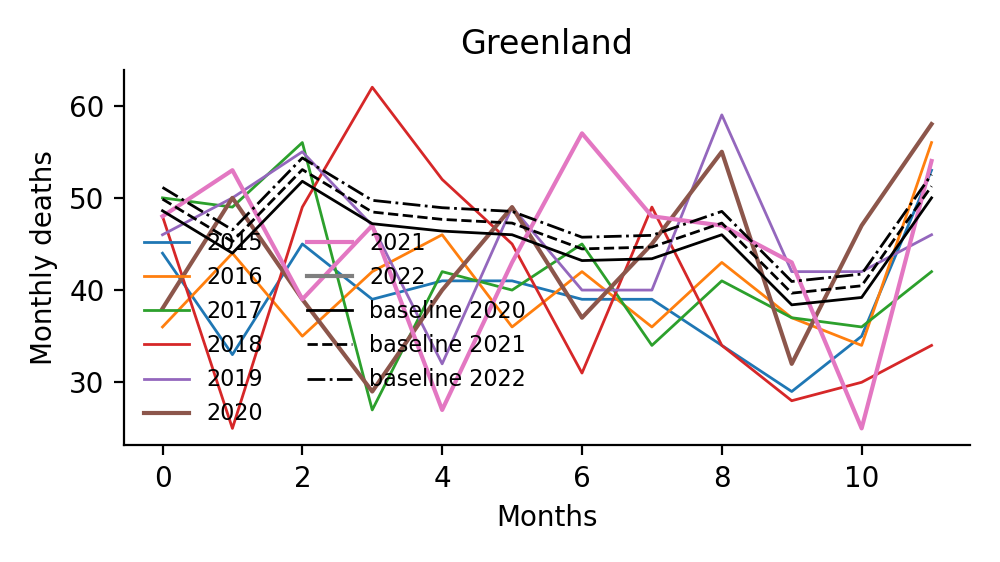 Greenland
Monthly deaths
60
50
40
30
2015
2016
2017
2018
2019
2020
2021
2022
baseline 2020
baseline 2021
baseline 2022
0 2 4 6 8 10
Months